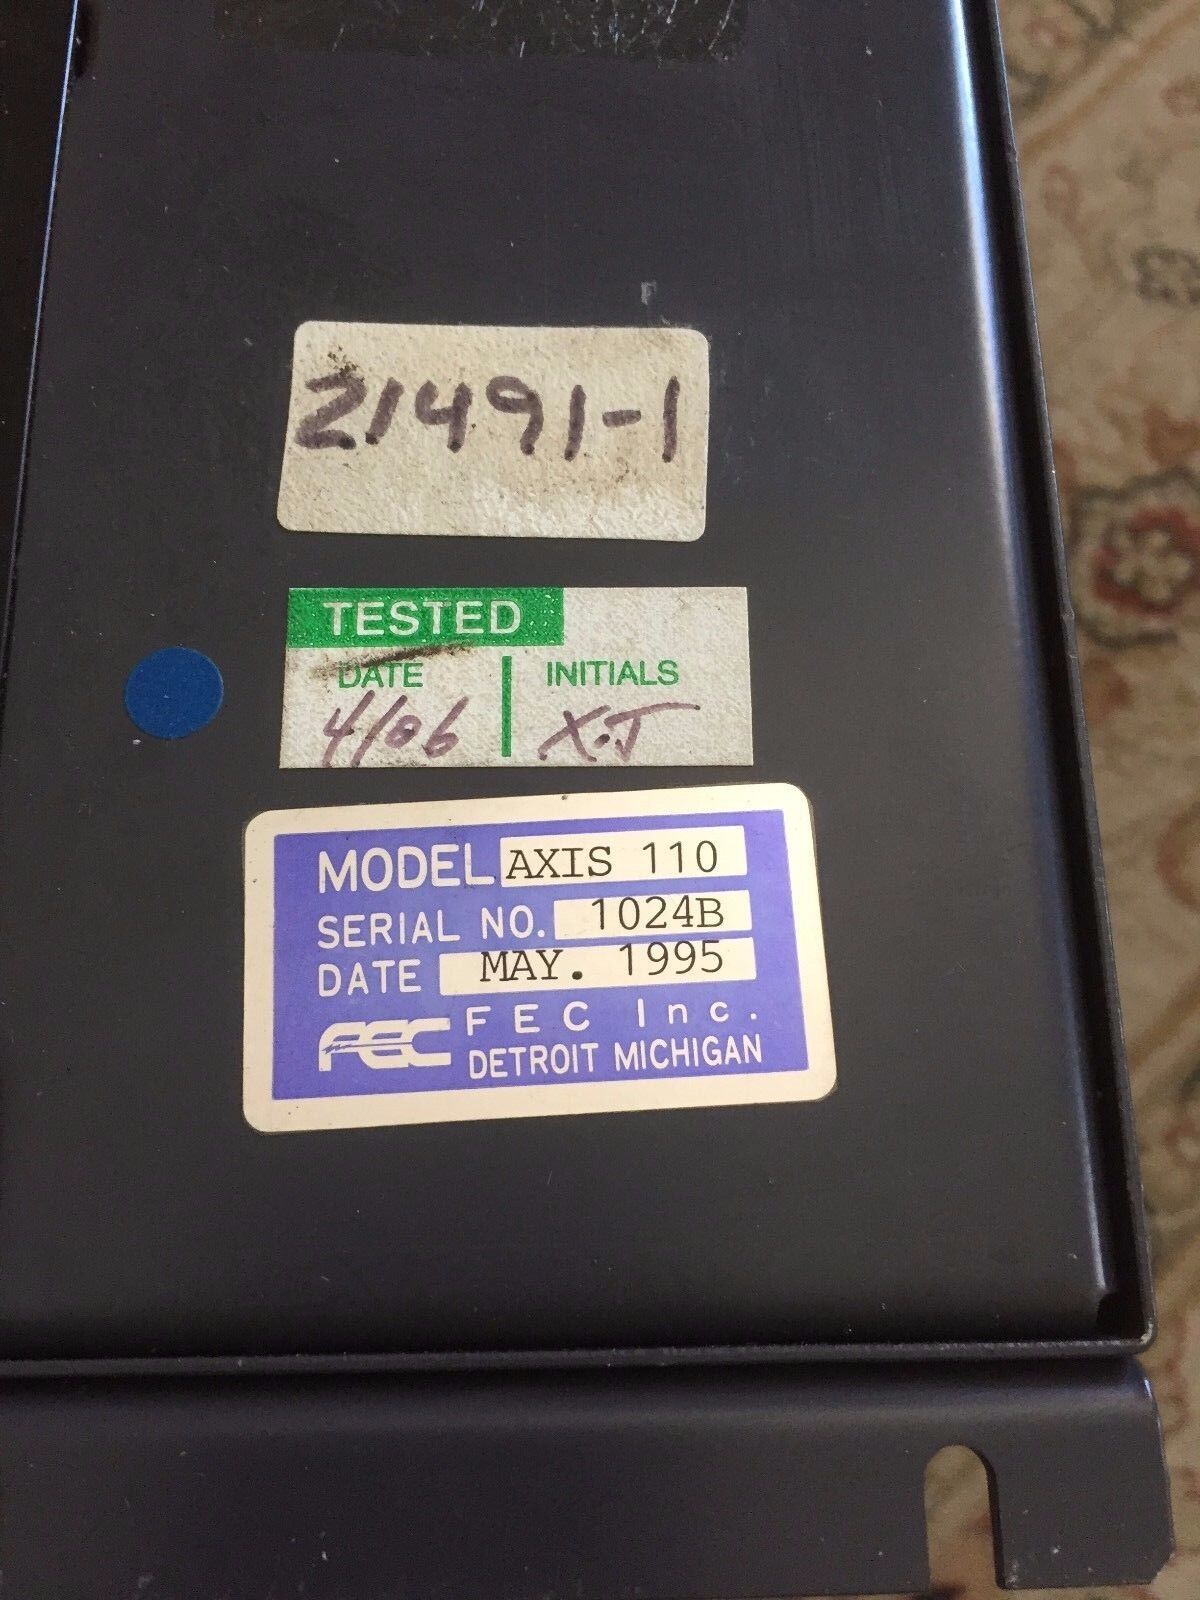 21491-1
TESTED
DATE INITIALS
4/06 X.J
MODEL AXIS 110
SERIAL NO. 1024B
DATE MAY. 1995
FEC FEC Inc.
DETROIT MICHIGAN